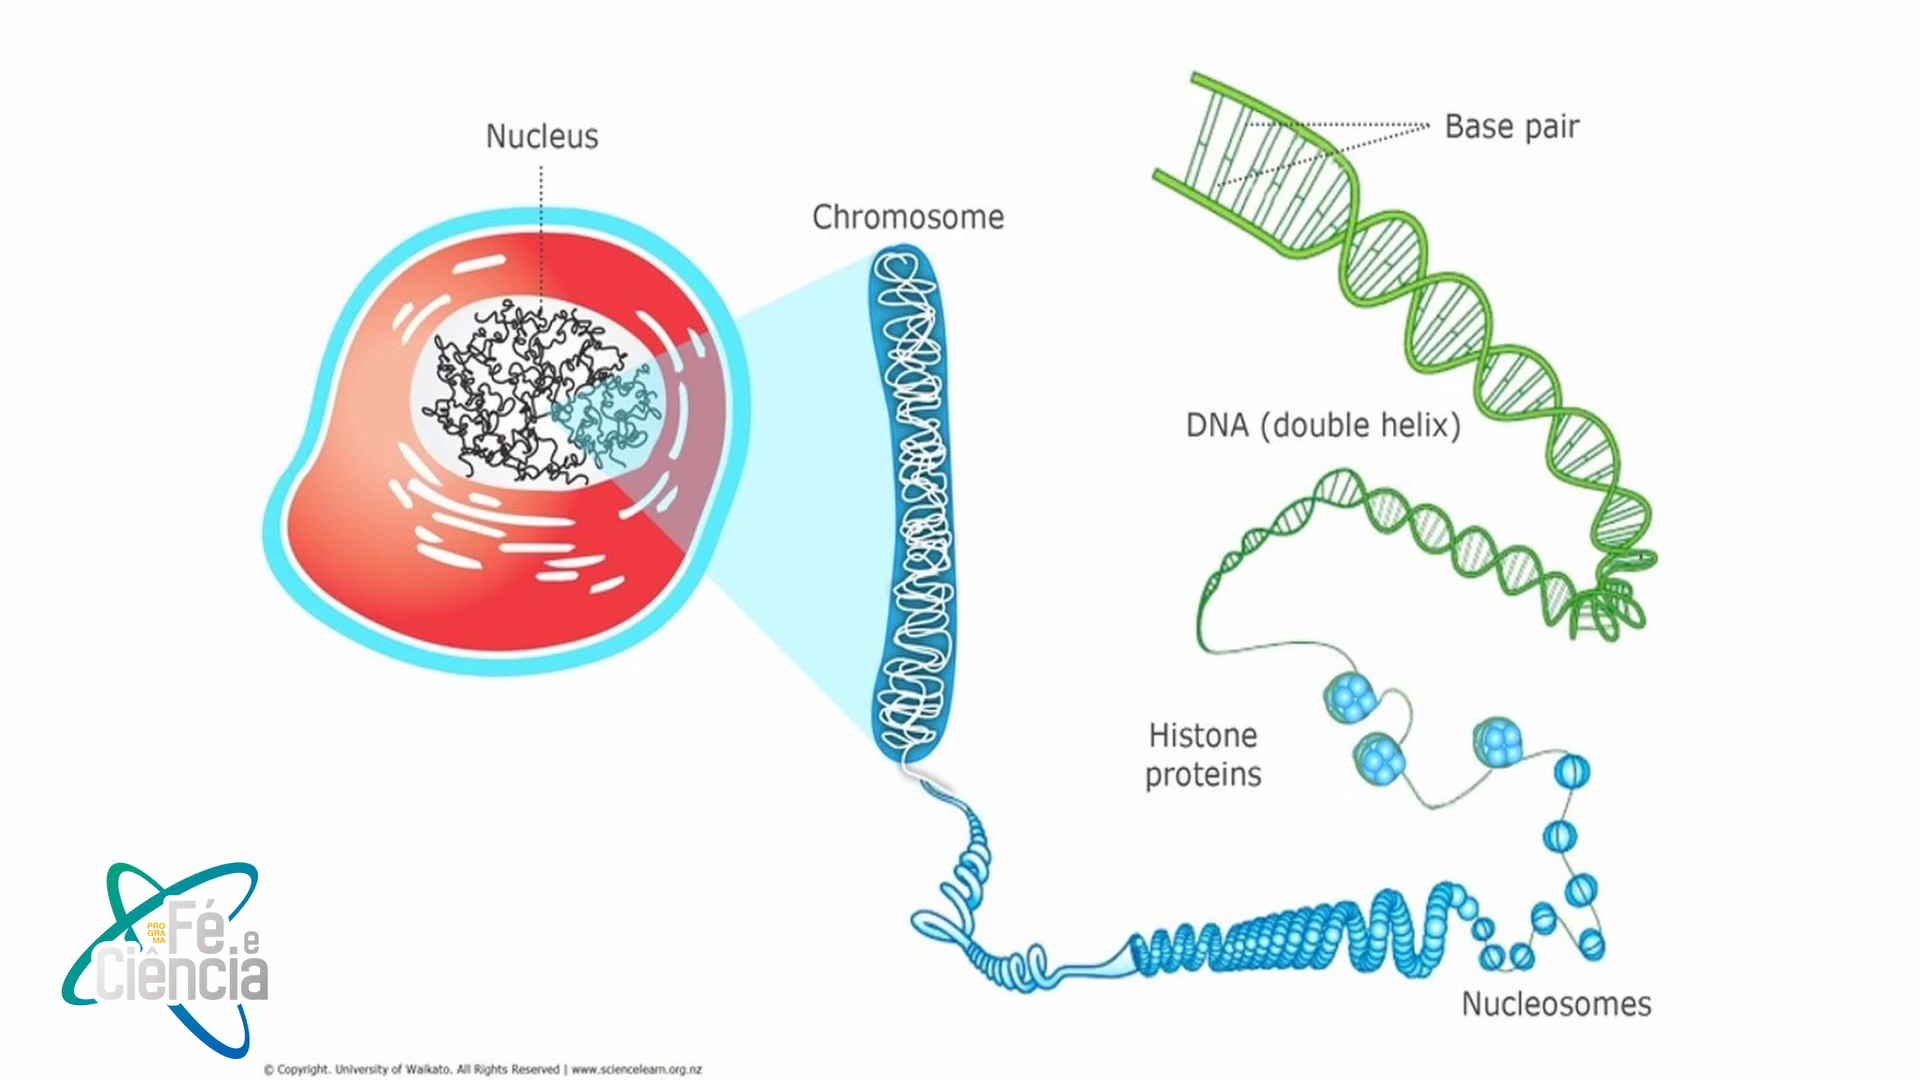 Nucleus
Chromosome
Base pair
DNA (double helix)
Histone
proteins
Nucleosomes
PRO
GRA
MA
Fé e
Ciência
© Copyright. University of Waikato. All Rights Reserved | www.sciencelearn.org.nz